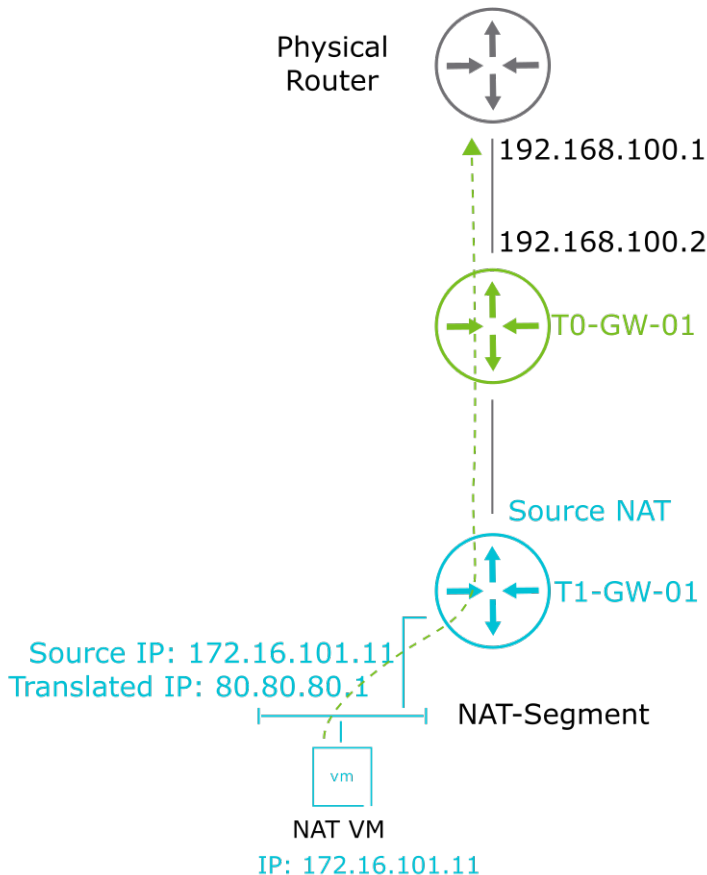 Physical
Router
192.168.100.1
192.168.100.2
T0-GW-01
Source NAT
T1-GW-01
Source IP: 172.16.101.11
Translated IP: 80.80.80.1
NAT-Segment
vm
NAT VM
IP: 172.16.101.11